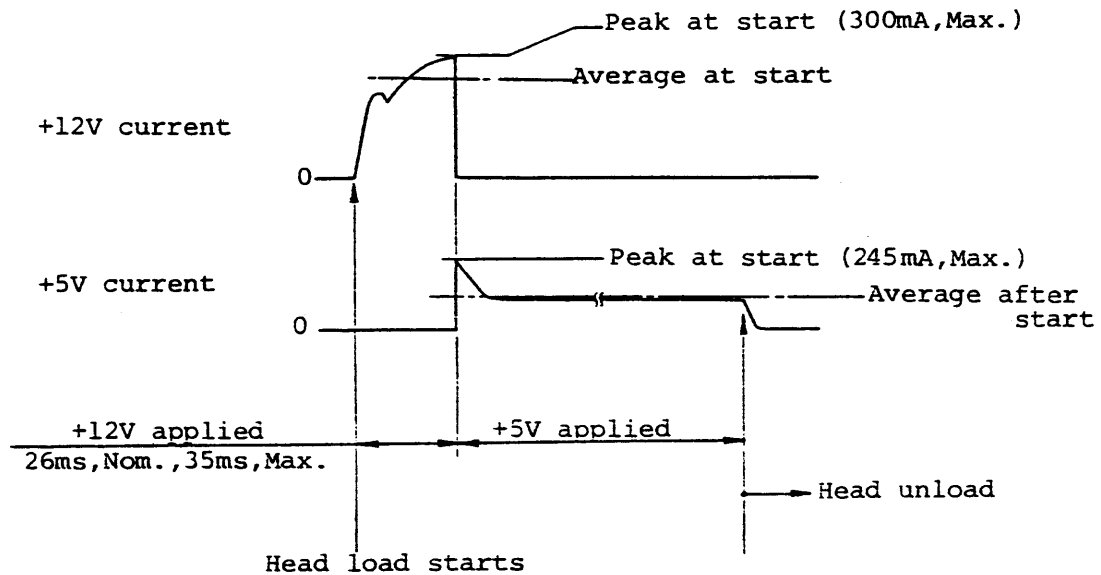 Peak at start (300mA,Max.)
Average at start
+12V current
0
Peak at start (245mA,Max.)
+5V current
Average after
start
0
+12V applied
+5V applied
26ms,Nom.,35ms,Max.
Head unload
Head load starts